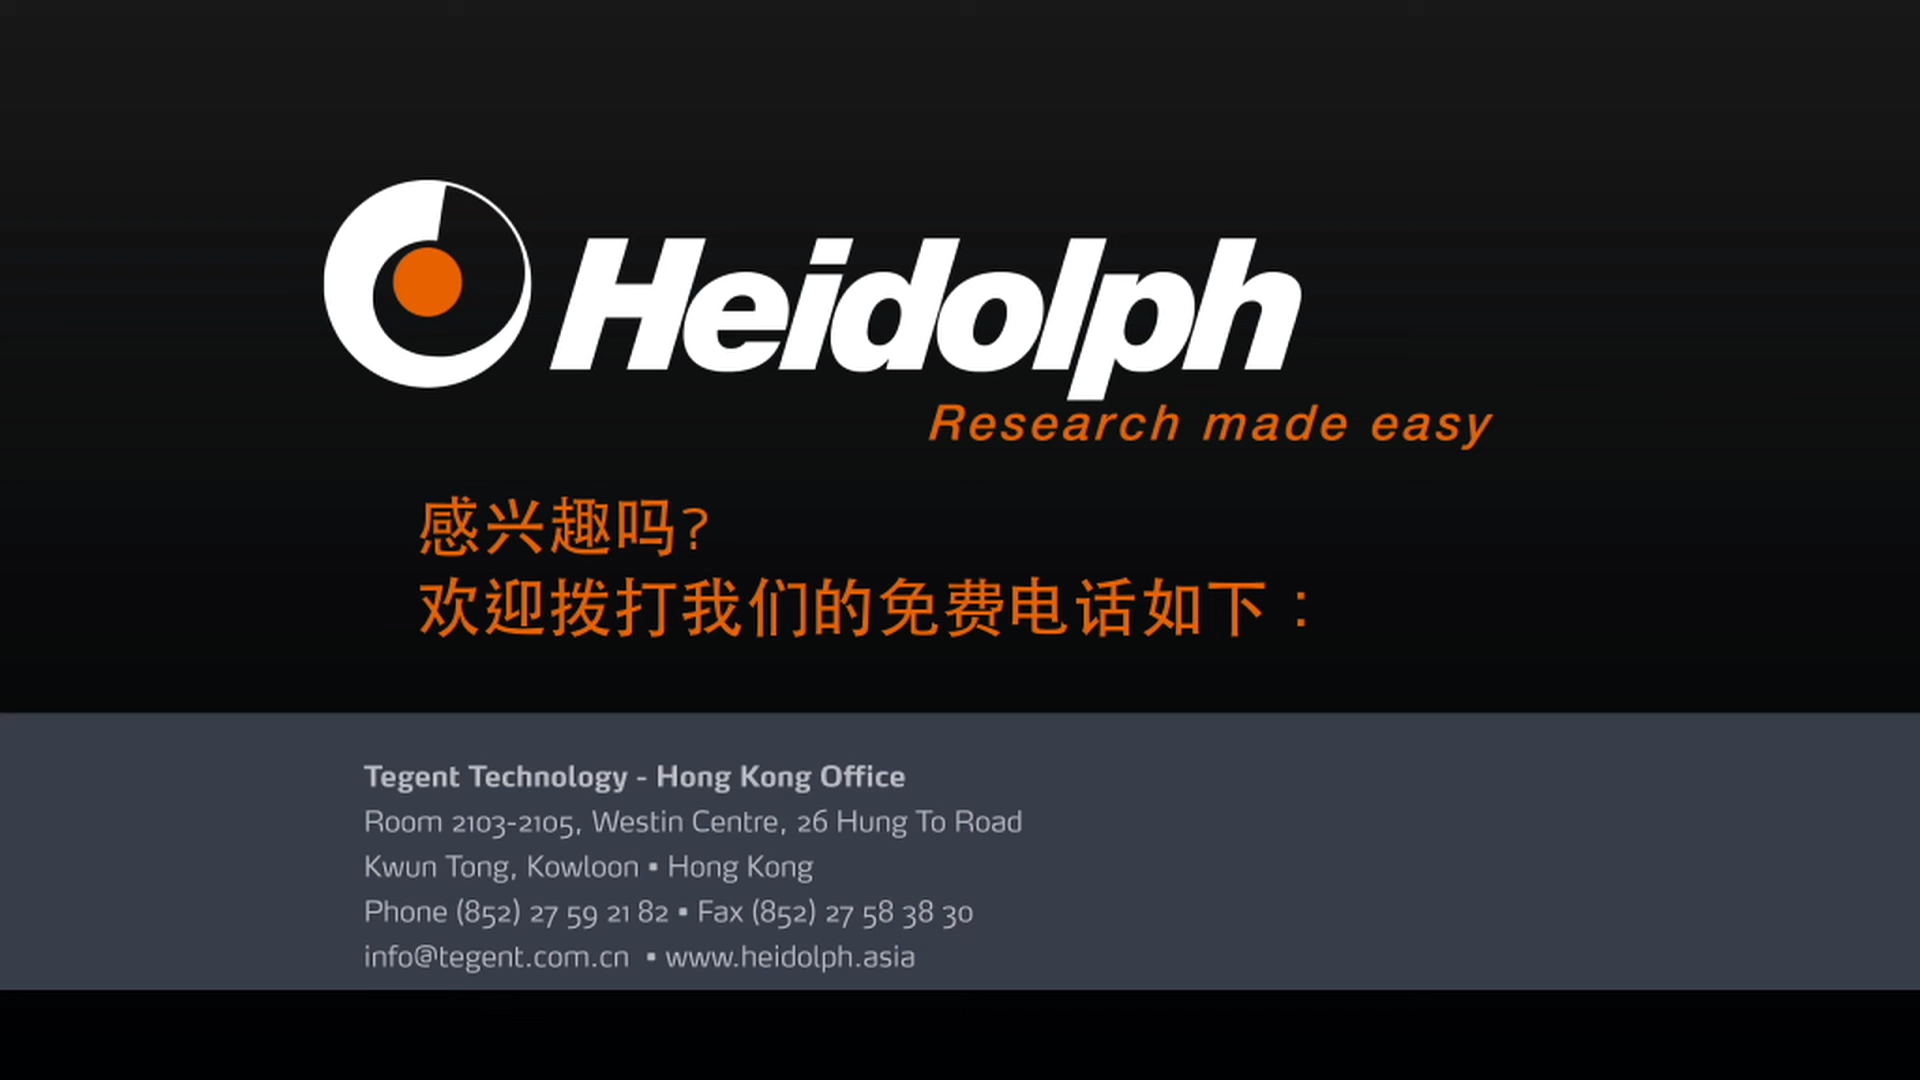 Heidolph
Research made easy
感兴趣吗?
欢迎拨打我们的免费电话如下：
Tegent Technology - Hong Kong Office
Room 2103-2105, Westin Centre, 26 Hung To Road
Kwun Tong, Kowloon ▪ Hong Kong
Phone (852) 27 59 21 82 ▪ Fax (852) 27 58 38 30
info@tegent.com.cn ▪ www.heidolph.asia